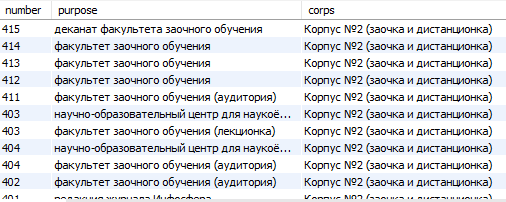 number purpose corps
415 деканат факультета заочного обучения Корпус №2 (заочка и дистанционка)
414 факультет заочного обучения Корпус №2 (заочка и дистанционка)
413 факультет заочного обучения Корпус №2 (заочка и дистанционка)
412 факультет заочного обучения Корпус №2 (заочка и дистанционка)
411 факультет заочного обучения (аудитория) Корпус №2 (заочка и дистанционка)
403 научно-образовательный центр для наукоё... Корпус №2 (заочка и дистанционка)
403 факультет заочного обучения (лекционка) Корпус №2 (заочка и дистанционка)
404 научно-образовательный центр для наукоё... Корпус №2 (заочка и дистанционка)
404 факультет заочного обучения (аудитория) Корпус №2 (заочка и дистанционка)
402 факультет заочного обучения (аудитория) Корпус №2 (заочка и дистанционка)
401 редакция журнала Инфосфера Корпус №2 (заочка и дистанционка)